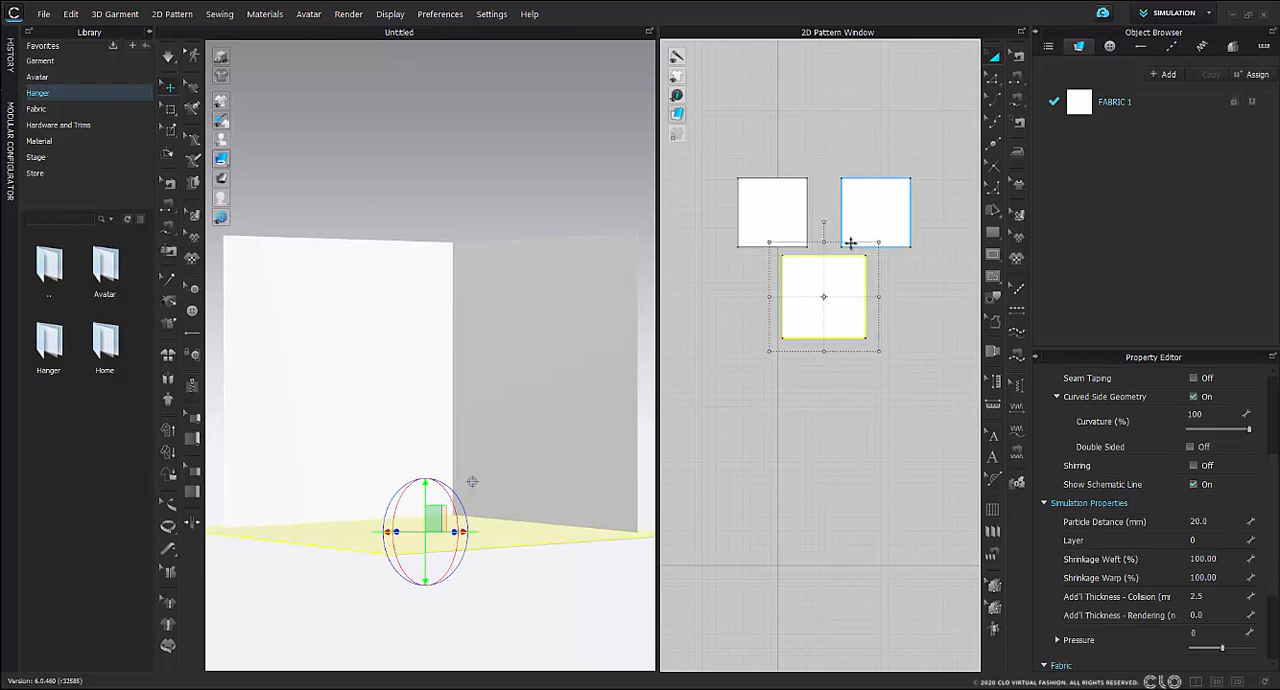 C File Edit 3D Garment 2D Pattern Sewing Materials Avatar Render Display Preferences Settings Help SIMULATION
Library
Untitled
2D Pattern Window
Object Browser
HISTORY
MODULAR CONFIGURATOR
Favorites
Garment
Avatar
Hanger
Fabric
Hardware and Trims
Material
Stage
Store
..
Avatar
Hanger
Home
+ Add Copy Assign
FABRIC 1
Property Editor
Seam Taping Off
Curved Side Geometry On
Curvature (%) 100
Double Sided Off
Shirring Off
Show Schematic Line On
Simulation Properties
Particle Distance (mm) 20.0
Layer 0
Shrinkage Weft (%) 100.00
Shrinkage Warp (%) 100.00
Add'l Thickness - Collision (mr 2.5
Add'l Thickness - Rendering (n 0.0
Pressure 0
Fabric
Version: 6.0.460 (r32585)
© 2020 CLO VIRTUAL FASHION. ALL RIGHTS RESERVED. CLO 3D 2D